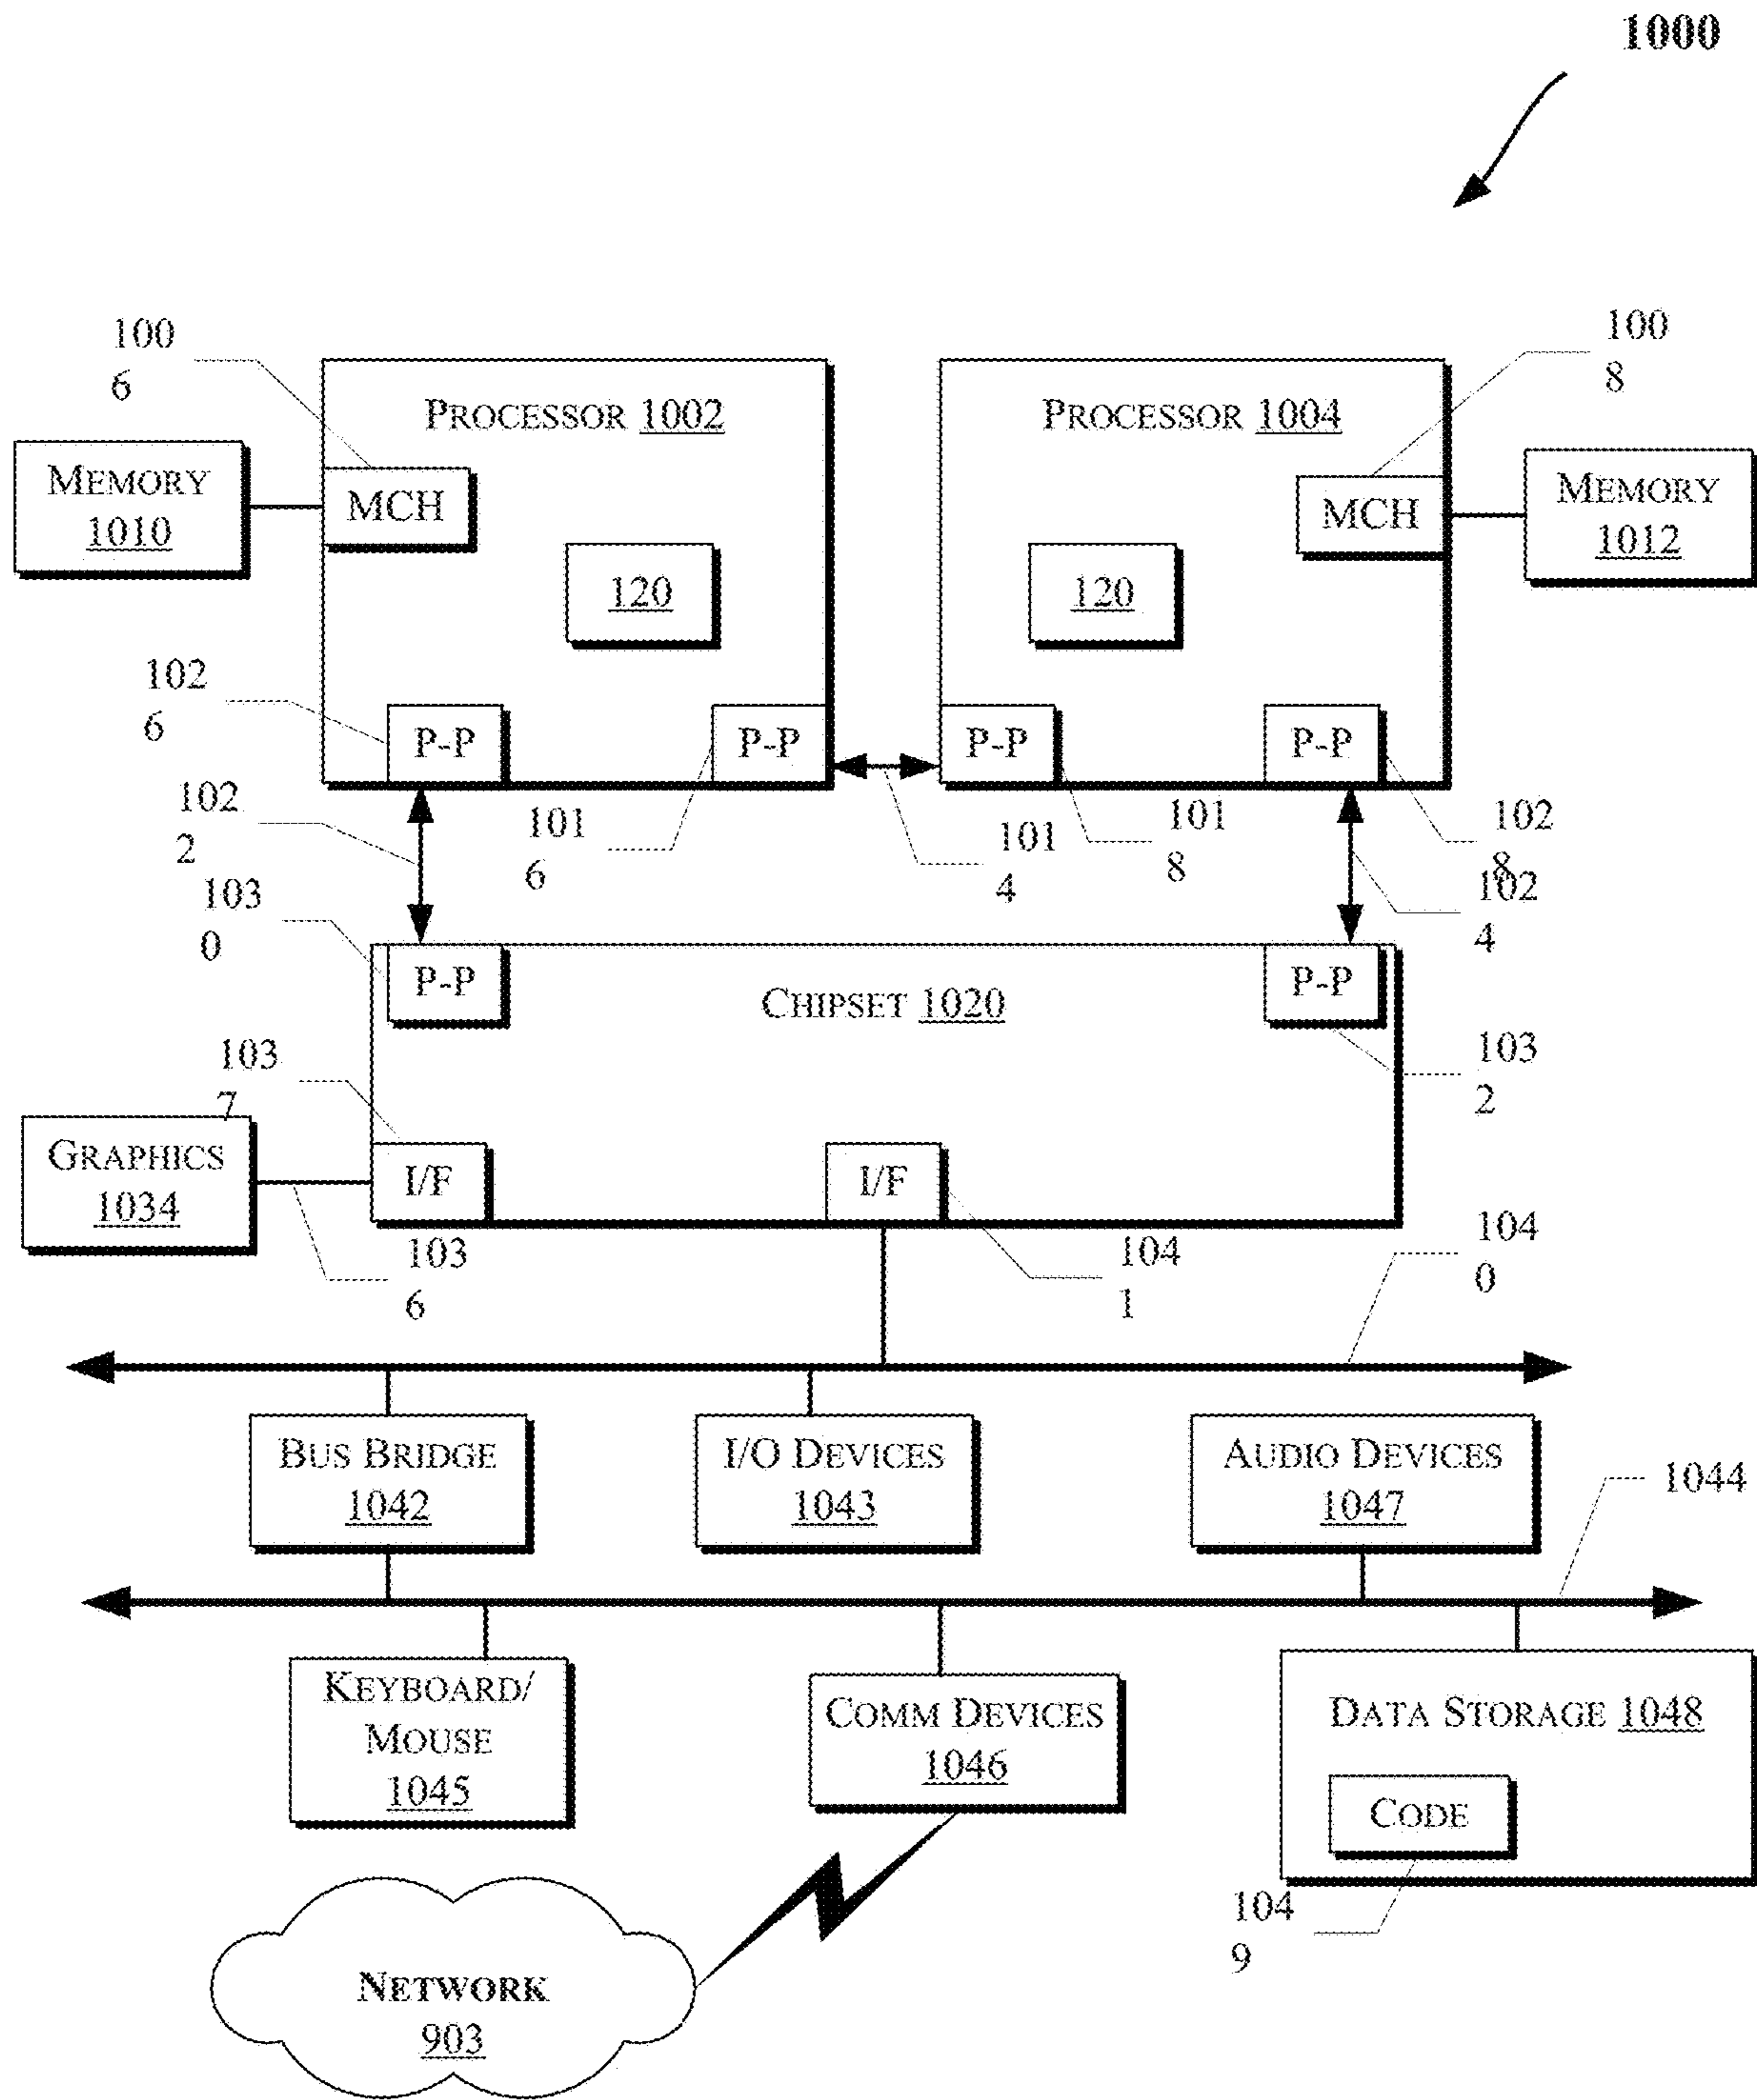 1000
100
6
100
8
PROCESSOR 1002
PROCESSOR 1004
MEMORY
1010
MCH
MCH
MEMORY
1012
120
120
102
6
P-P
P-P
P-P
P-P
102
2
101
6
101
4
101
8
102
8
102
4
103
0
P-P
CHIPSET 1020
P-P
103
7
103
2
GRAPHICS
1034
I/F
I/F
103
6
104
1
104
0
BUS BRIDGE
1042
I/O DEVICES
1043
AUDIO DEVICES
1047
1044
KEYBOARD/
MOUSE
1045
COMM DEVICES
1046
DATA STORAGE 1048
CODE
104
9
NETWORK
903